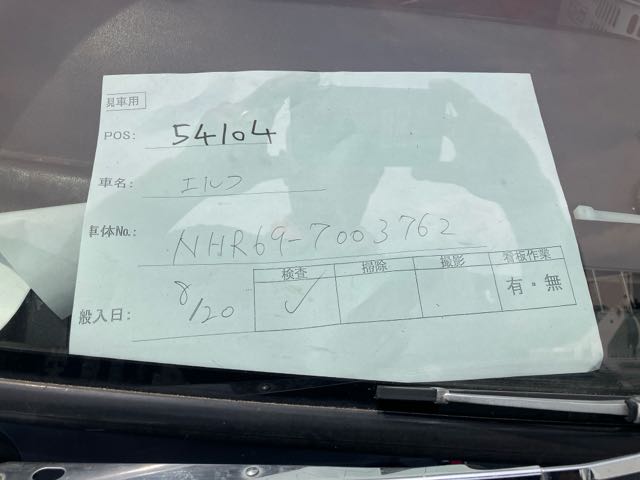 見車用
POS: 54104
車名: エルフ
車体No.: NHR69-7003762
検査 掃除 撮影 看板作業
搬入日: 8/20 ✓ 有・無